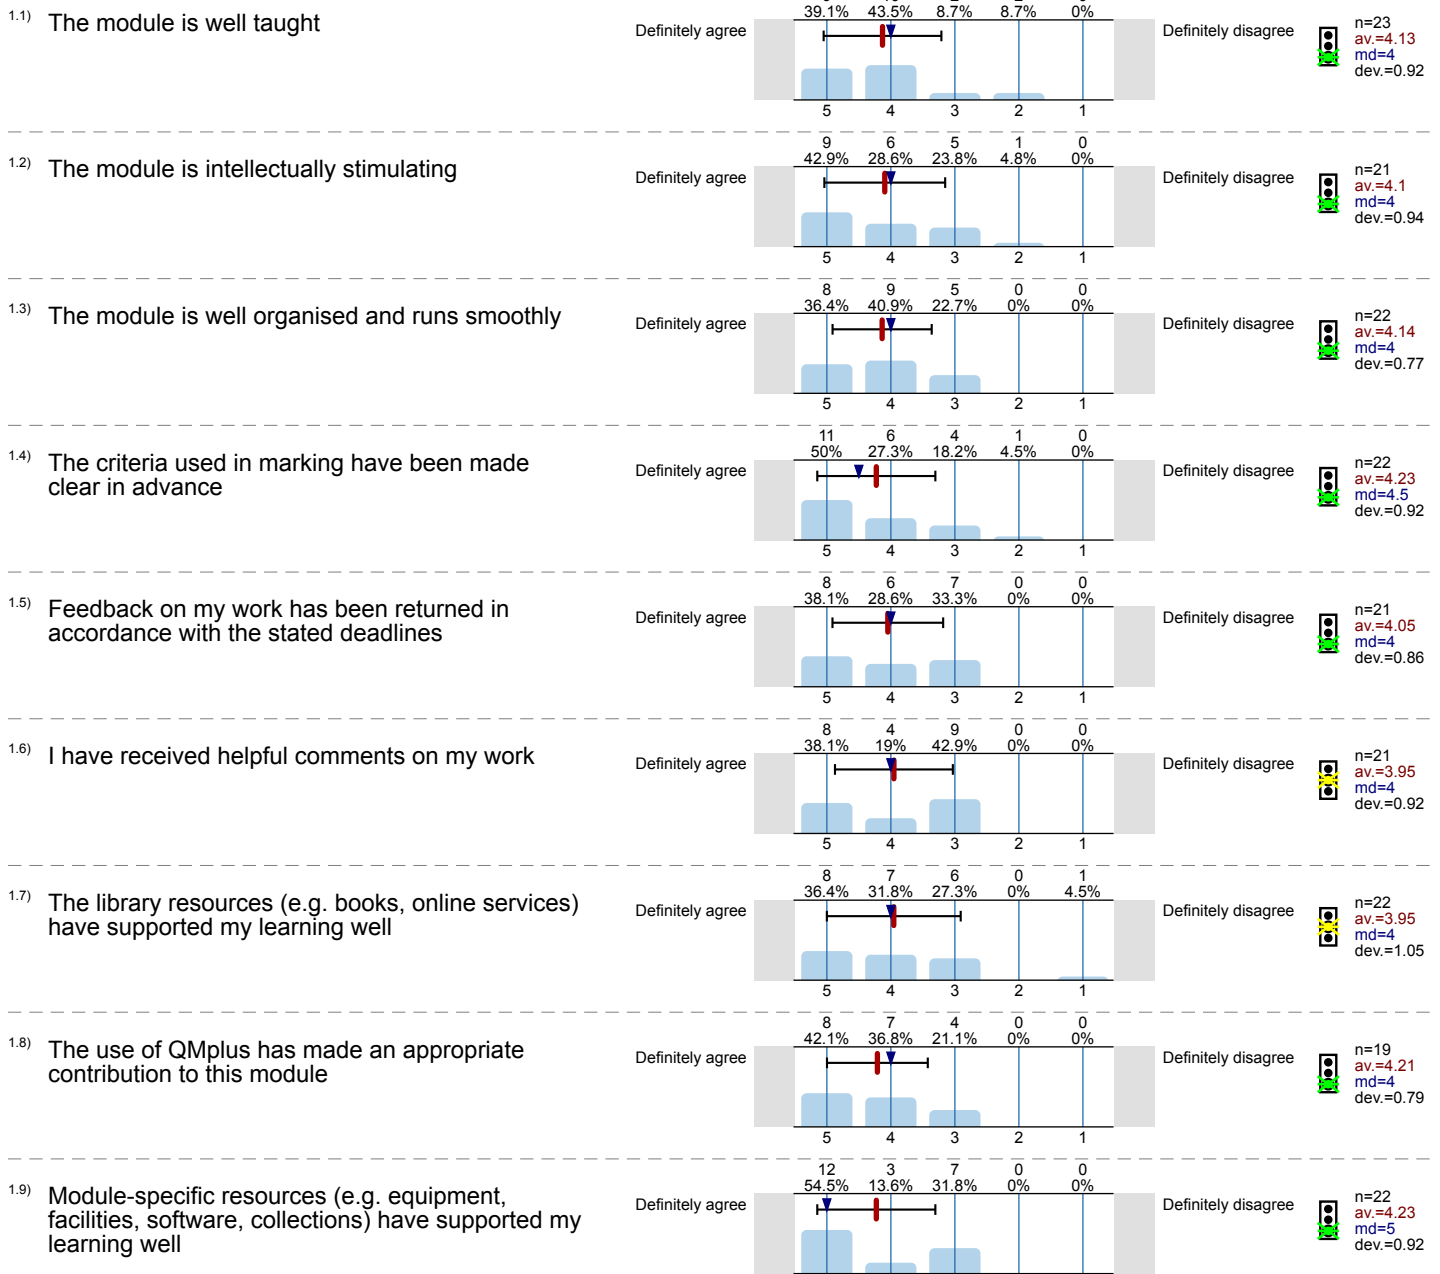 39.1% 43.5% 8.7% 8.7% 0%
1.1) The module is well taught
Definitely agree Definitely disagree
n=23
av.=4.13
md=4
dev.=0.92
5 4 3 2 1
9 6 5 1 0
42.9% 28.6% 23.8% 4.8% 0%
1.2) The module is intellectually stimulating
Definitely agree Definitely disagree
n=21
av.=4.1
md=4
dev.=0.94
5 4 3 2 1
8 9 5 0 0
36.4% 40.9% 22.7% 0% 0%
1.3) The module is well organised and runs smoothly
Definitely agree Definitely disagree
n=22
av.=4.14
md=4
dev.=0.77
5 4 3 2 1
11 6 4 1 0
50% 27.3% 18.2% 4.5% 0%
1.4) The criteria used in marking have been made
clear in advance
Definitely agree Definitely disagree
n=22
av.=4.23
md=4.5
dev.=0.92
5 4 3 2 1
8 6 7 0 0
38.1% 28.6% 33.3% 0% 0%
1.5) Feedback on my work has been returned in
accordance with the stated deadlines
Definitely agree Definitely disagree
n=21
av.=4.05
md=4
dev.=0.86
5 4 3 2 1
8 4 9 0 0
38.1% 19% 42.9% 0% 0%
1.6) I have received helpful comments on my work
Definitely agree Definitely disagree
n=21
av.=3.95
md=4
dev.=0.92
5 4 3 2 1
8 7 6 0 1
36.4% 31.8% 27.3% 0% 4.5%
1.7) The library resources (e.g. books, online services)
have supported my learning well
Definitely agree Definitely disagree
n=22
av.=3.95
md=4
dev.=1.05
5 4 3 2 1
8 7 4 0 0
42.1% 36.8% 21.1% 0% 0%
1.8) The use of QMplus has made an appropriate
contribution to this module
Definitely agree Definitely disagree
n=19
av.=4.21
md=4
dev.=0.79
5 4 3 2 1
12 3 7 0 0
54.5% 13.6% 31.8% 0% 0%
1.9) Module-specific resources (e.g. equipment,
facilities, software, collections) have supported my
learning well
Definitely agree Definitely disagree
n=22
av.=4.23
md=5
dev.=0.92